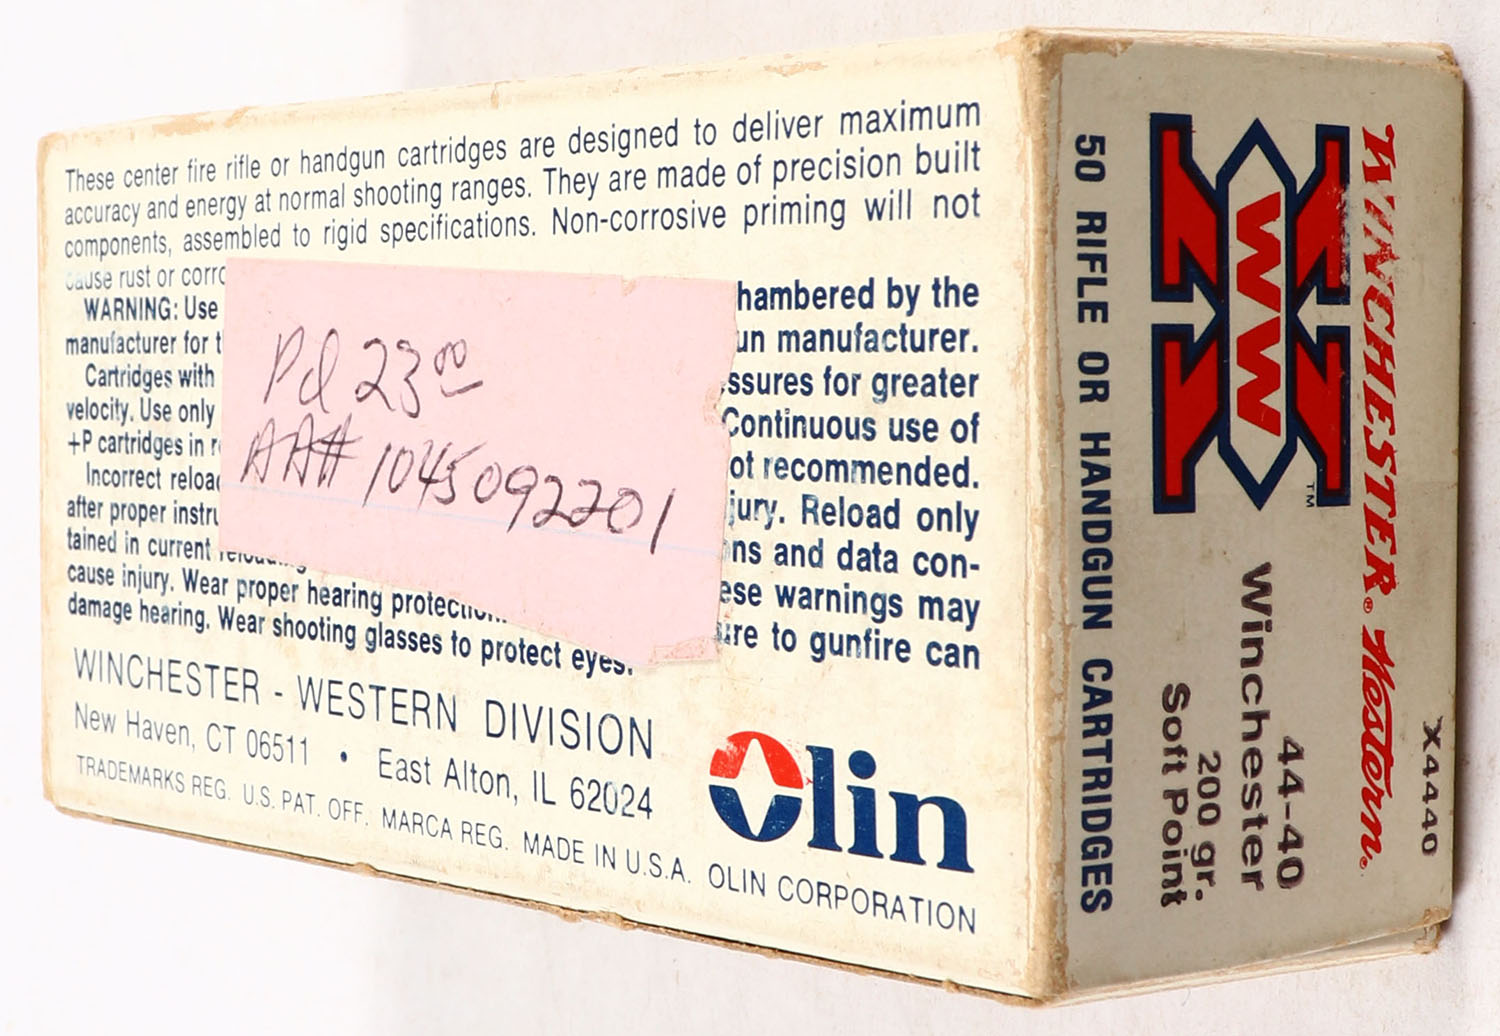 These center fire rifle or handgun cartridges are designed to deliver maximum
accuracy and energy at normal shooting ranges. They are made of precision built
components, assembled to rigid specifications. Non-corrosive priming will not
cause rust or corro
WARNING: Use hambered by the
manufacturer for t un manufacturer.
Cartridges with ssures for greater
velocity. Use only Continuous use of
+P cartridges in r ot recommended.
Incorrect reloa jury. Reload only
after proper instru ns and data con-
tained in current ese warnings may
cause injury. Wear proper hearing ure to gunfire can
damage hearing. Wear shooting glasses to protect eyes.
Pd 23 00
AA# 1045092201
WINCHESTER - WESTERN DIVISION
New Haven, CT 06511 • East Alton, IL 62024
TRADEMARKS REG. U.S. PAT. OFF. MARCA REG. MADE IN U.S.A. OLIN CORPORATION
Olin
X4440
WINCHESTER® Western®
WW
TM
44-40
Winchester
200 gr.
Soft Point
50 RIFLE OR HANDGUN CARTRIDGES